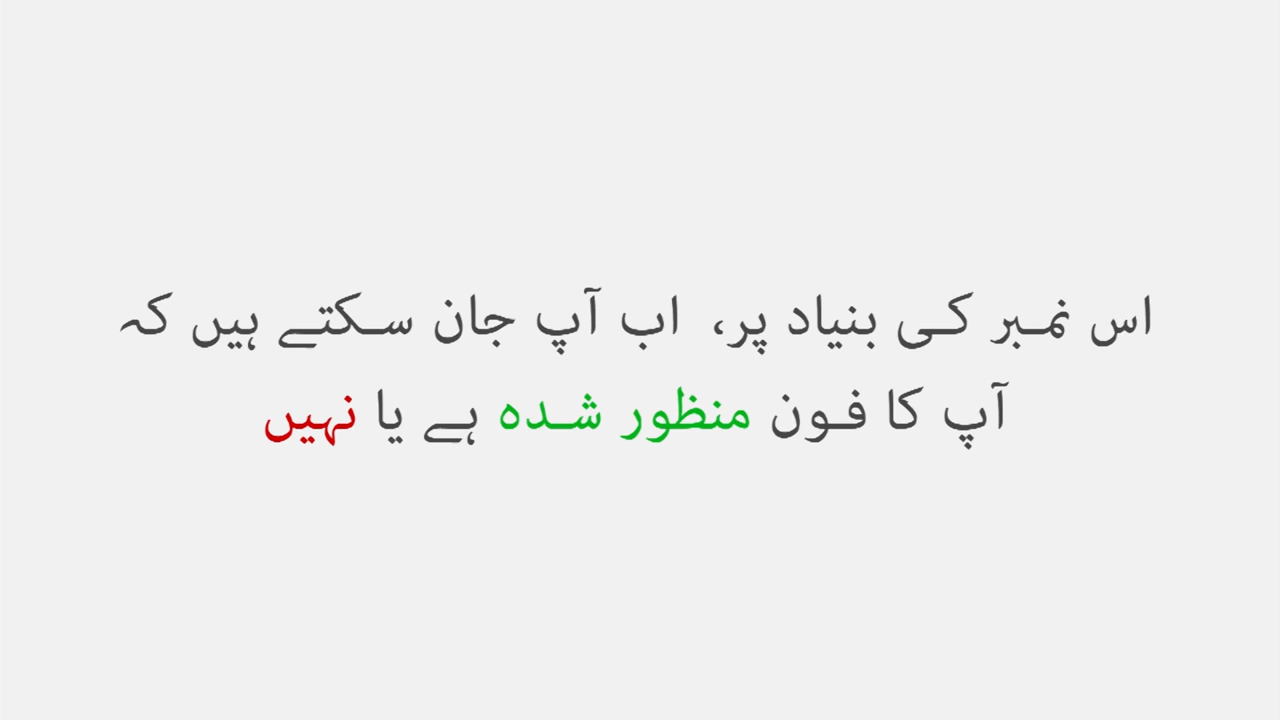 اس نمبر کی بنیاد پر، اب آپ جان سکتے ہیں کہ
آپ کا فون منظور شدہ ہے یا نہیں